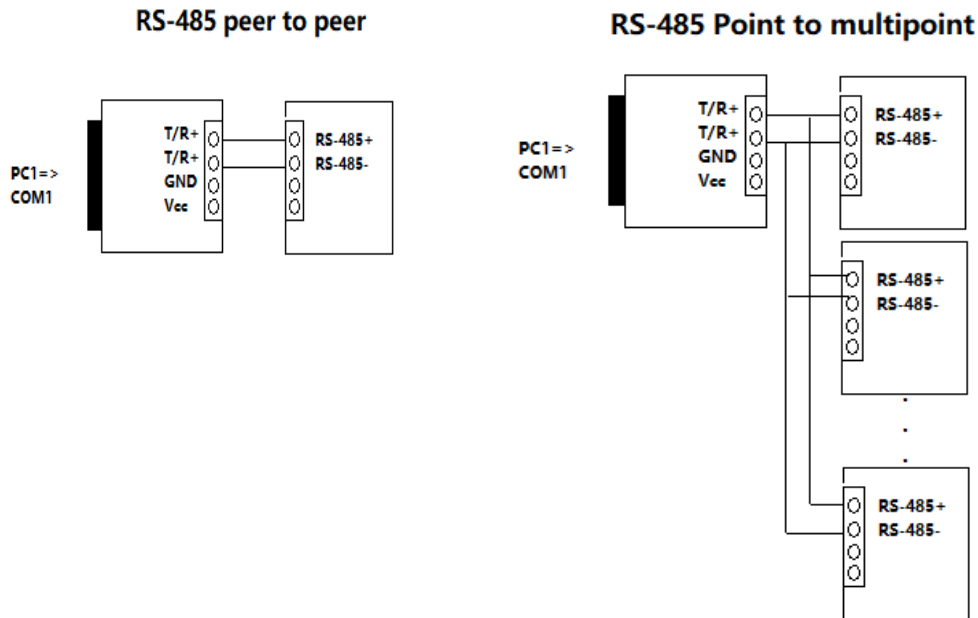 RS-485 peer to peer
PC1=>
COM1
T/R+
T/R+
GND
Vcc
RS-485+
RS-485-
RS-485 Point to multipoint
PC1=>
COM1
T/R+
T/R+
GND
Vcc
RS-485+
RS-485-
RS-485+
RS-485-
.
.
.
RS-485+
RS-485-